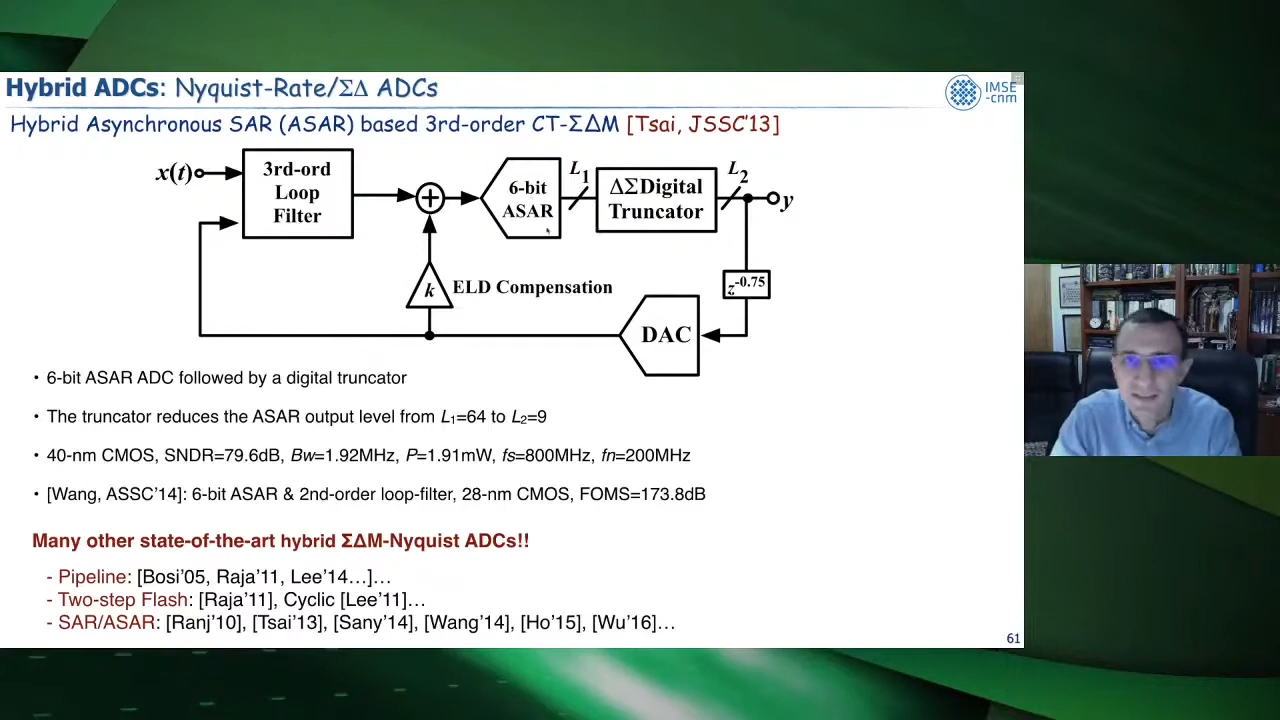 Hybrid ADCs: Nyquist-Rate/ΣΔ ADCs
IMSE
-cnm
Hybrid Asynchronous SAR (ASAR) based 3rd-order CT-ΣΔM [Tsai, JSSC'13]
x(t)
3rd-ord
Loop
Filter
+
6-bit
ASAR
L1
ΔΣDigital
Truncator
L2
y
k
ELD Compensation
z^-0.75
DAC
• 6-bit ASAR ADC followed by a digital truncator
• The truncator reduces the ASAR output level from L1=64 to L2=9
• 40-nm CMOS, SNDR=79.6dB, Bw=1.92MHz, P=1.91mW, fs=800MHz, fn=200MHz
• [Wang, ASSC'14]: 6-bit ASAR & 2nd-order loop-filter, 28-nm CMOS, FOMS=173.8dB
Many other state-of-the-art hybrid ΣΔM-Nyquist ADCs!!
- Pipeline: [Bosi'05, Raja'11, Lee'14…]…
- Two-step Flash: [Raja'11], Cyclic [Lee'11]…
- SAR/ASAR: [Ranj'10], [Tsai'13], [Sany'14], [Wang'14], [Ho'15], [Wu'16]…
61